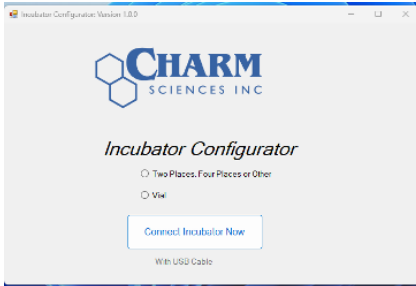 Incubator Configurator: Version 1.8.0
CHARM
SCIENCES INC
Incubator Configurator
Two Places, Four Places or Other
Vial
Connect Incubator Now
With USB Cable